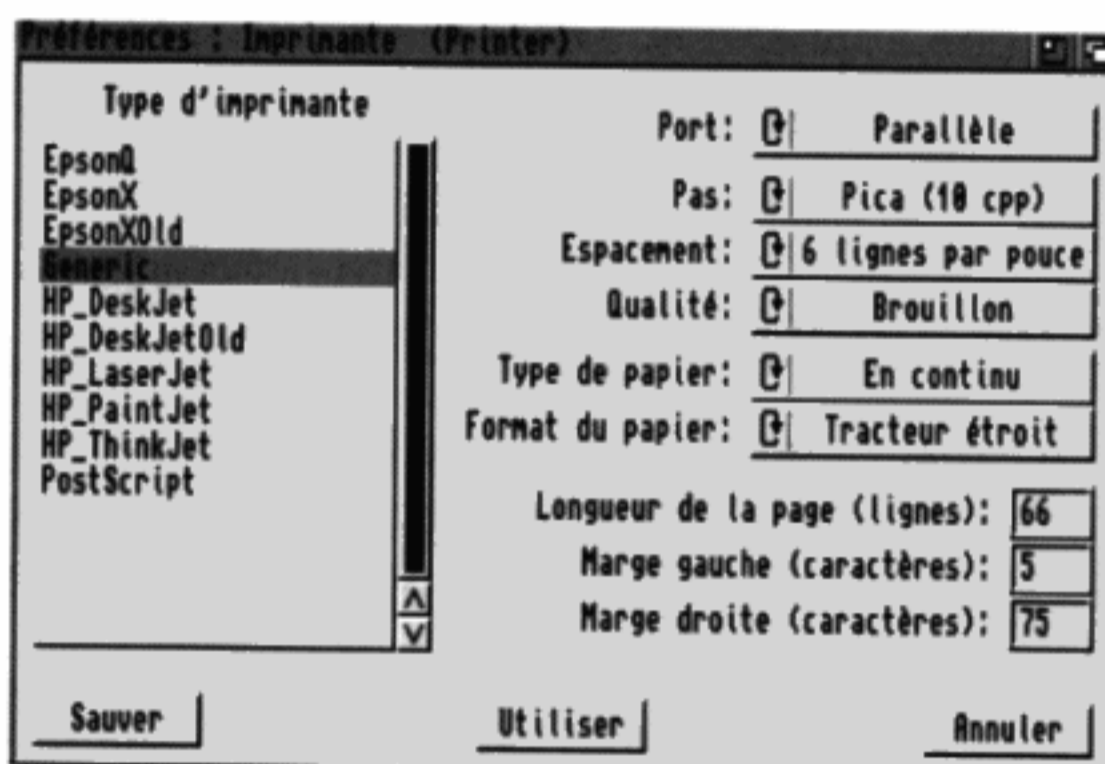 Préférences : Imprimante (Printer)
Type d'imprimante
EpsonQ
EpsonX
EpsonXOld
Generic
HP_DeskJet
HP_DeskJetOld
HP_LaserJet
HP_PaintJet
HP_ThinkJet
PostScript
Port: Parallèle
Pas: Pica (10 cpp)
Espacement: 6 lignes par pouce
Qualité: Brouillon
Type de papier: En continu
Format du papier: Tracteur étroit
Longueur de la page (lignes): 66
Marge gauche (caractères): 5
Marge droite (caractères): 75
Sauver
Utiliser
Annuler